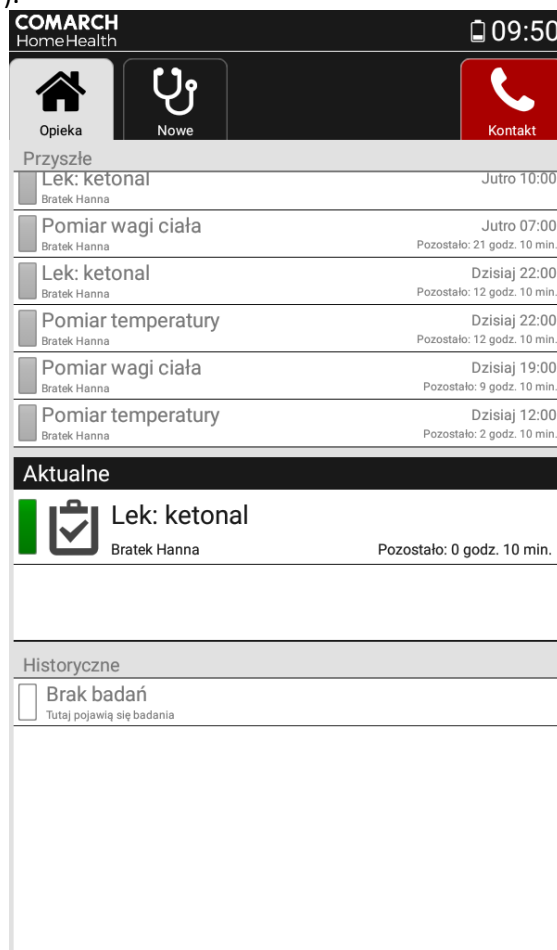 ).
COMARCH
HomeHealth
09:50
Opieka
Nowe
Kontakt
Przyszłe
Lek: ketonal
Jutro 10:00
Bratek Hanna
Pomiar wagi ciała
Jutro 07:00
Bratek Hanna
Pozostało: 21 godz. 10 min.
Lek: ketonal
Dzisiaj 22:00
Bratek Hanna
Pozostało: 12 godz. 10 min.
Pomiar temperatury
Dzisiaj 22:00
Bratek Hanna
Pozostało: 12 godz. 10 min.
Pomiar wagi ciała
Dzisiaj 19:00
Bratek Hanna
Pozostało: 9 godz. 10 min.
Pomiar temperatury
Dzisiaj 12:00
Bratek Hanna
Pozostało: 2 godz. 10 min.
Aktualne
Lek: ketonal
Bratek Hanna
Pozostało: 0 godz. 10 min.
Historyczne
Brak badań
Tutaj pojawią się badania